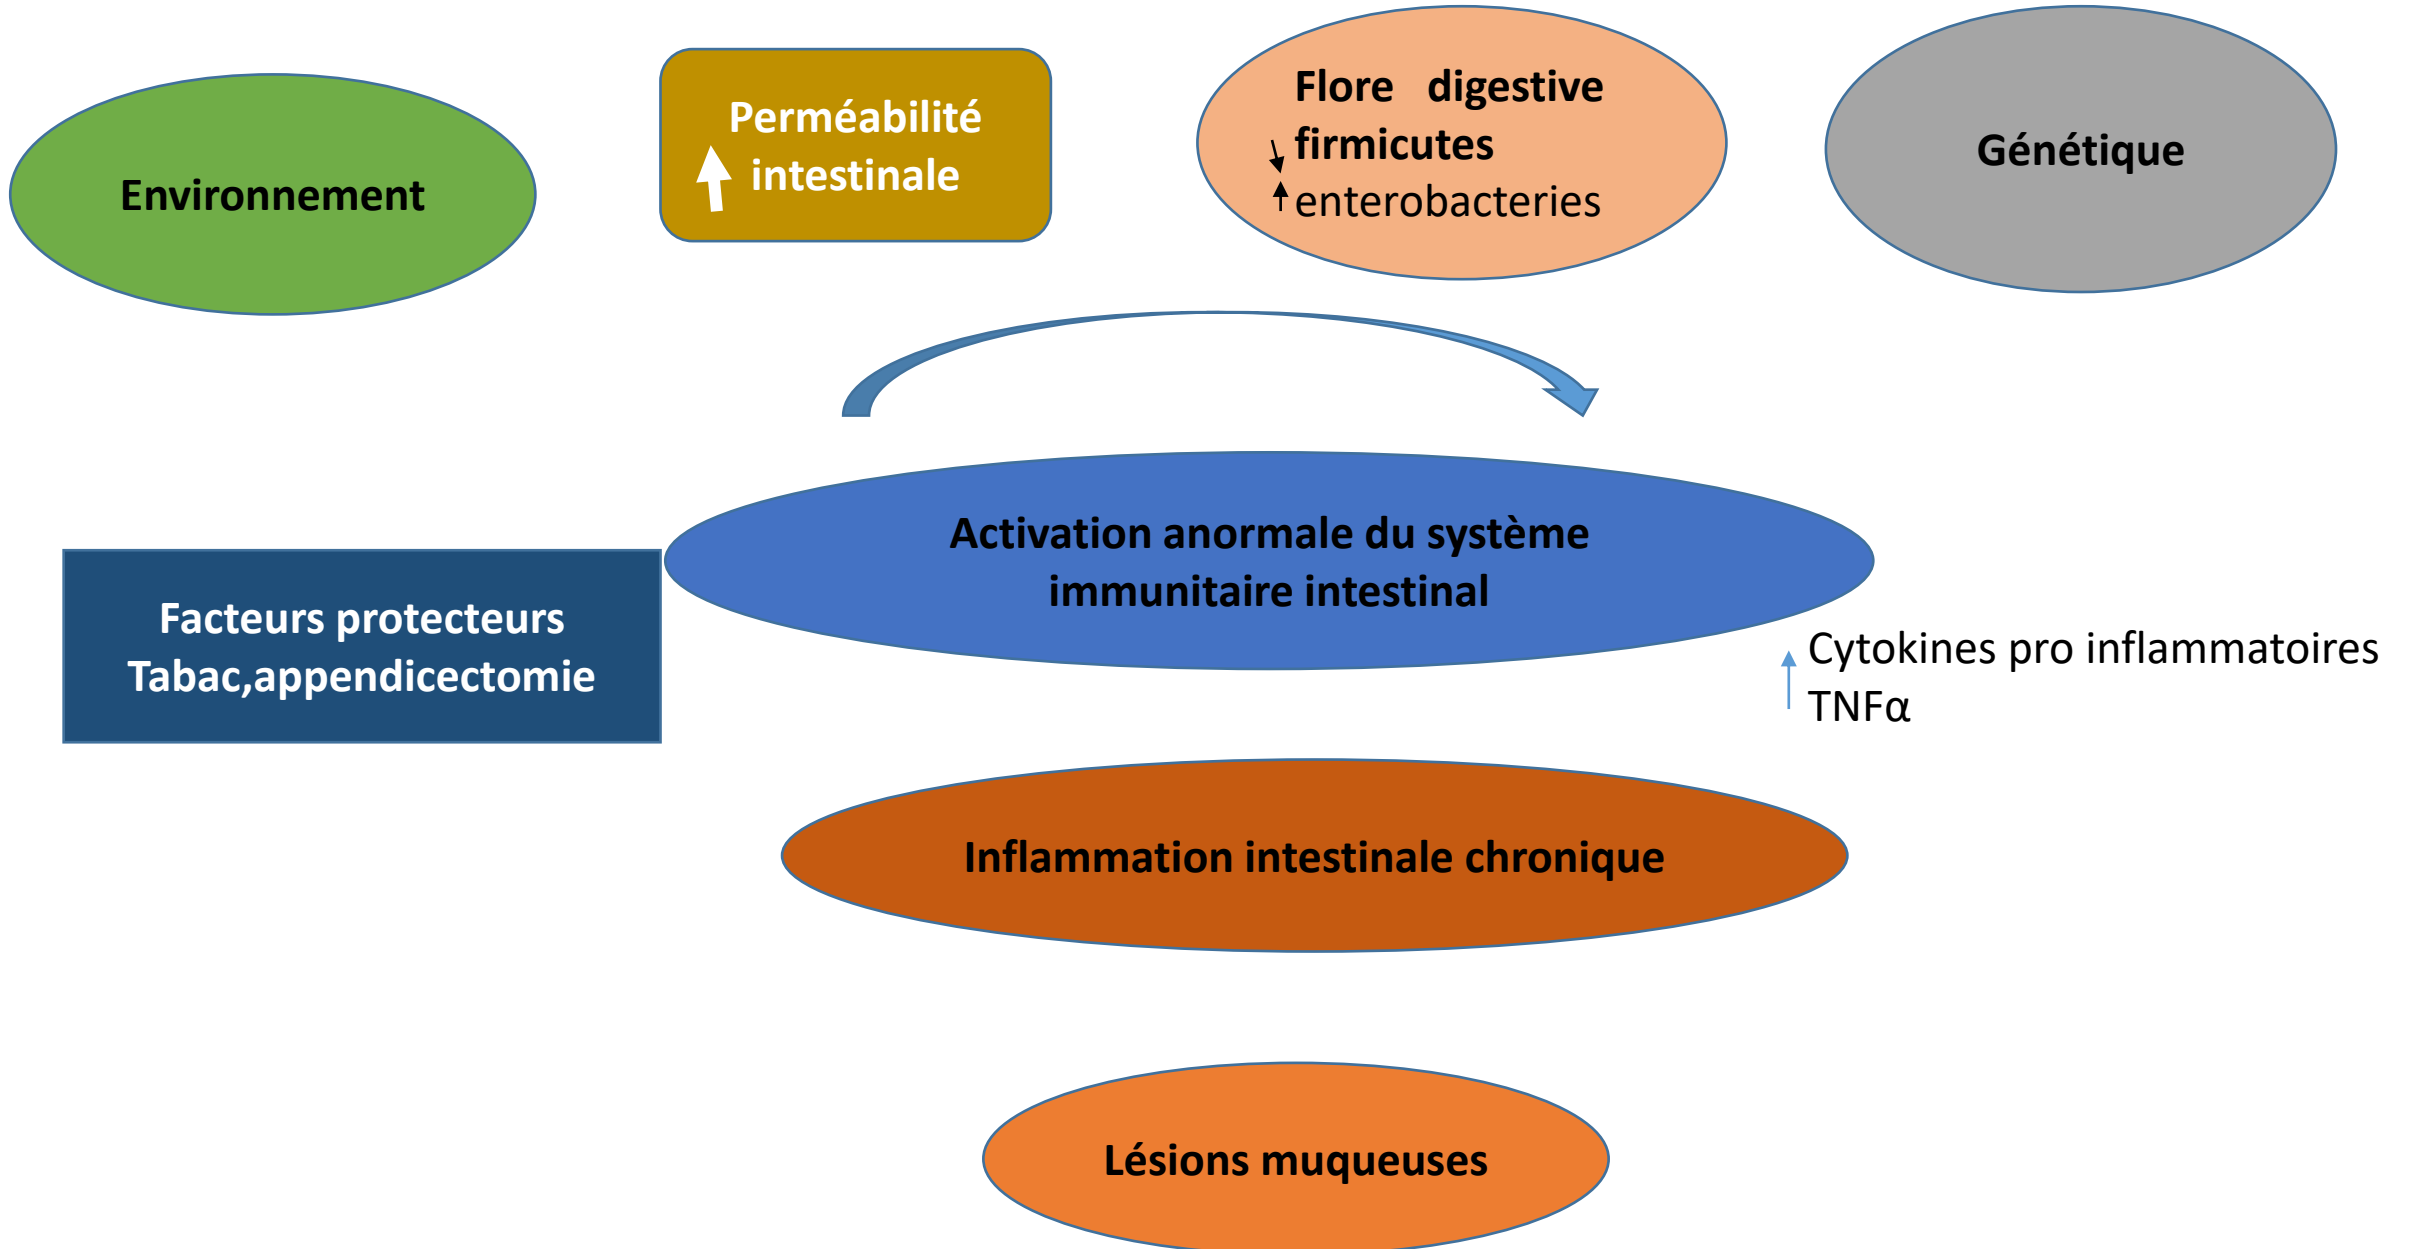 Environnement
Perméabilité
intestinale
Flore digestive
firmicutes
enterobacteries
Génétique
Activation anormale du système
immunitaire intestinal
Facteurs protecteurs
Tabac,appendicectomie
Cytokines pro inflammatoires
TNFα
Inflammation intestinale chronique
Lésions muqueuses